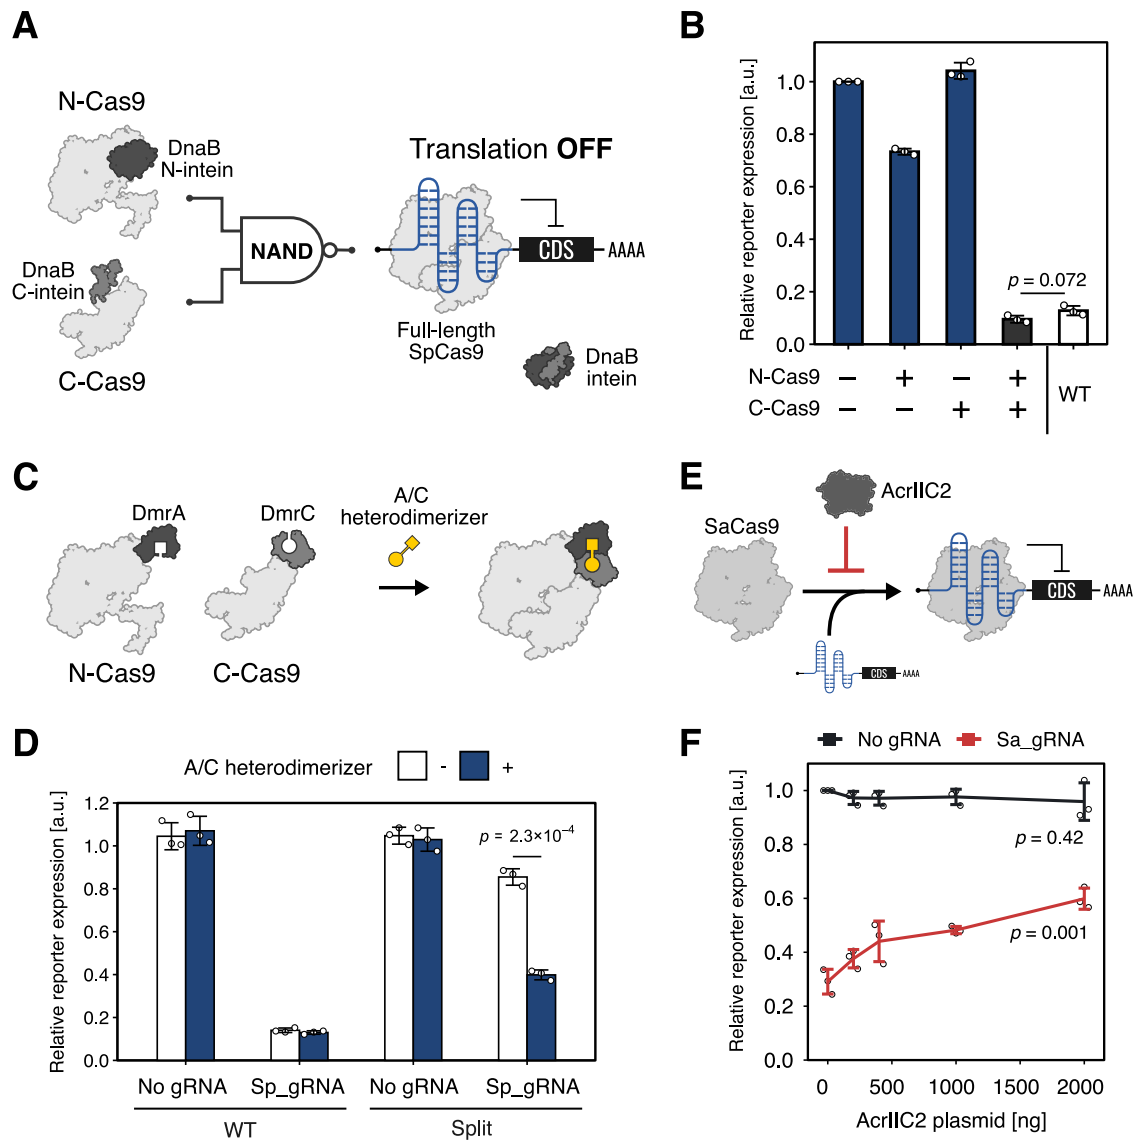 A
N-Cas9
DnaB
N-intein
DnaB
C-intein
C-Cas9
NAND
Translation OFF
CDS
AAAA
Full-length
SpCas9
DnaB
intein
B
Relative reporter expression [a.u.]
1.0
0.8
0.6
0.4
0.2
0.0
p = 0.072
N-Cas9 − + − +
C-Cas9 − − + +
WT
C
DmrA
DmrC
A/C
heterodimerizer
N-Cas9
C-Cas9
E
AcrIIC2
SaCas9
CDS
AAAA
CDS
AAAA
D
A/C heterodimerizer - +
Relative reporter expression [a.u.]
1.2
1.0
0.8
0.6
0.4
0.2
0.0
p = 2.3×10⁻⁴
No gRNA Sp_gRNA No gRNA Sp_gRNA
WT Split
F
No gRNA Sa_gRNA
Relative reporter expression [a.u.]
1.0
0.8
0.6
0.4
0.2
0.0
p = 0.42
p = 0.001
0 500 1000 1500 2000
AcrIIC2 plasmid [ng]